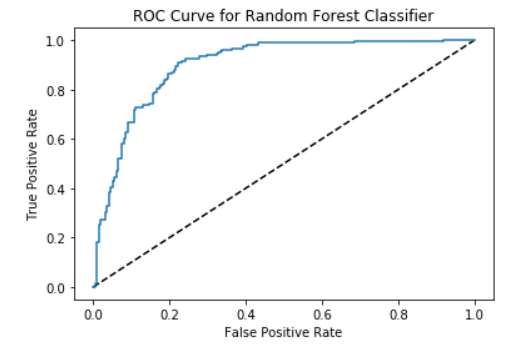 ROC Curve for Random Forest Classifier
1.0
0.8
0.6
0.4
0.2
0.0
True Positive Rate
0.0 0.2 0.4 0.6 0.8 1.0
False Positive Rate